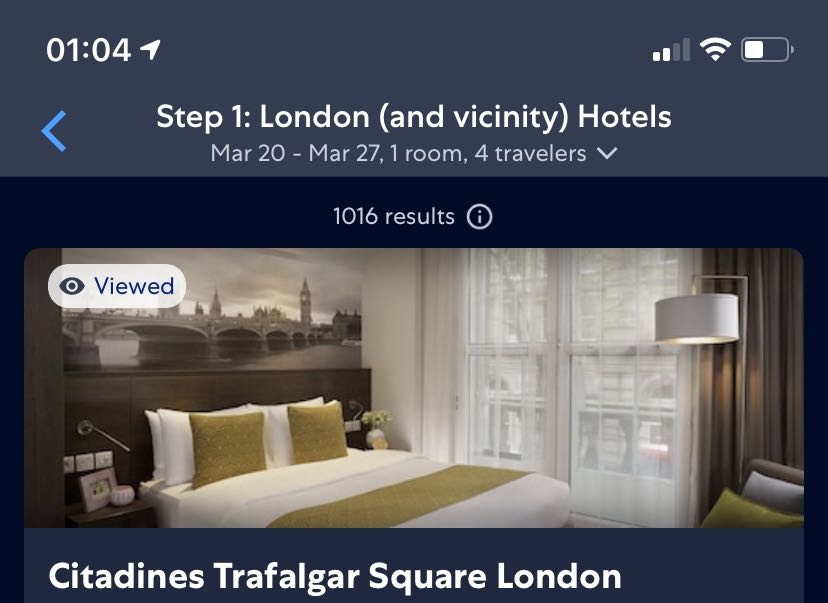 01:04
Step 1: London (and vicinity) Hotels
Mar 20 - Mar 27, 1 room, 4 travelers
1016 results
Viewed
Citadines Trafalgar Square London